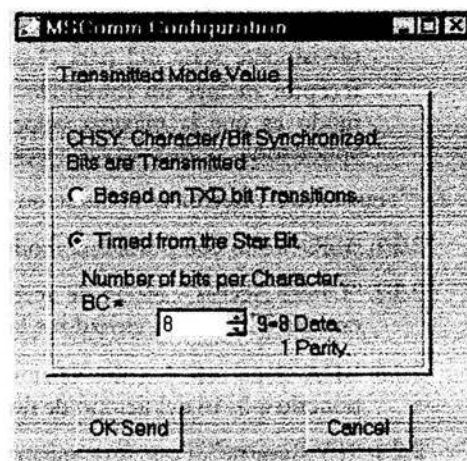 MSComm Configuration
Transmitted Mode Value
CHSY: Character/Bit Synchronized.
Bits are Transmitted:
Based on TXD bit Transitions.
Timed from the Star Bit.
Number of bits per Character.
BC =
8
9=8 Data,
1 Parity.
OK Send
Cancel